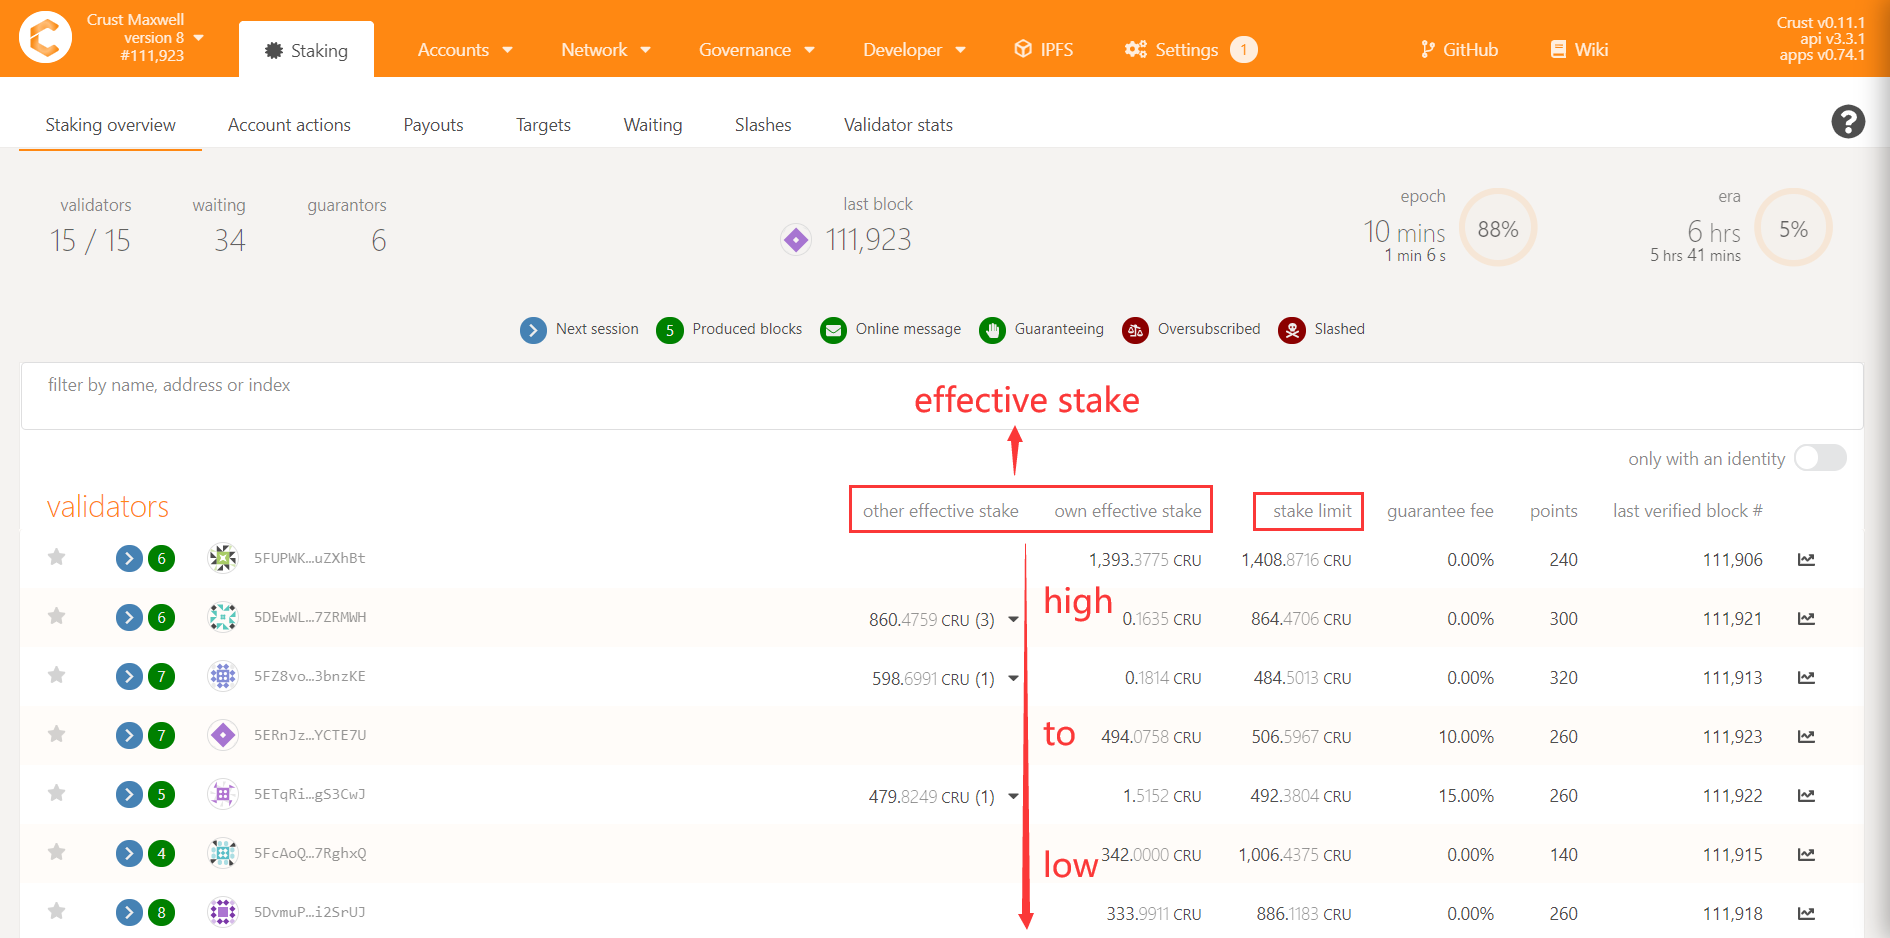 Crust Maxwell
version 8
#111,923
Staking
Accounts
Network
Governance
Developer
IPFS
Settings 1
GitHub
Wiki
Crust v0.11.1
api v3.3.1
apps v0.74.1
Staking overview
Account actions
Payouts
Targets
Waiting
Slashes
Validator stats
?
validators
15 / 15
waiting
34
guarantors
6
last block
111,923
epoch
10 mins
1 min 6 s
88%
era
6 hrs
5 hrs 41 mins
5%
Next session
5 Produced blocks
Online message
Guaranteeing
Oversubscribed
Slashed
filter by name, address or index
effective stake
only with an identity
validators other effective stake own effective stake stake limit guarantee fee points last verified block #
6 5FUPWK…uZXhBt 1,393.3775 CRU 1,408.8716 CRU 0.00% 240 111,906
high
6 5DEwWL…7ZRMWH 860.4759 CRU (3) 0.1635 CRU 864.4706 CRU 0.00% 300 111,921
7 5FZ8vo…3bnzKE 598.6991 CRU (1) 0.1814 CRU 484.5013 CRU 0.00% 320 111,913
to
7 5ERnJz…YCTE7U 494.0758 CRU 506.5967 CRU 10.00% 260 111,923
5 5ETqRi…gS3CwJ 479.8249 CRU (1) 1.5152 CRU 492.3804 CRU 15.00% 260 111,922
4 5FcAoQ…7RghxQ 342.0000 CRU 1,006.4375 CRU 0.00% 140 111,915
low
8 5DvmuP…i2SrUJ 333.9911 CRU 886.1183 CRU 0.00% 260 111,918